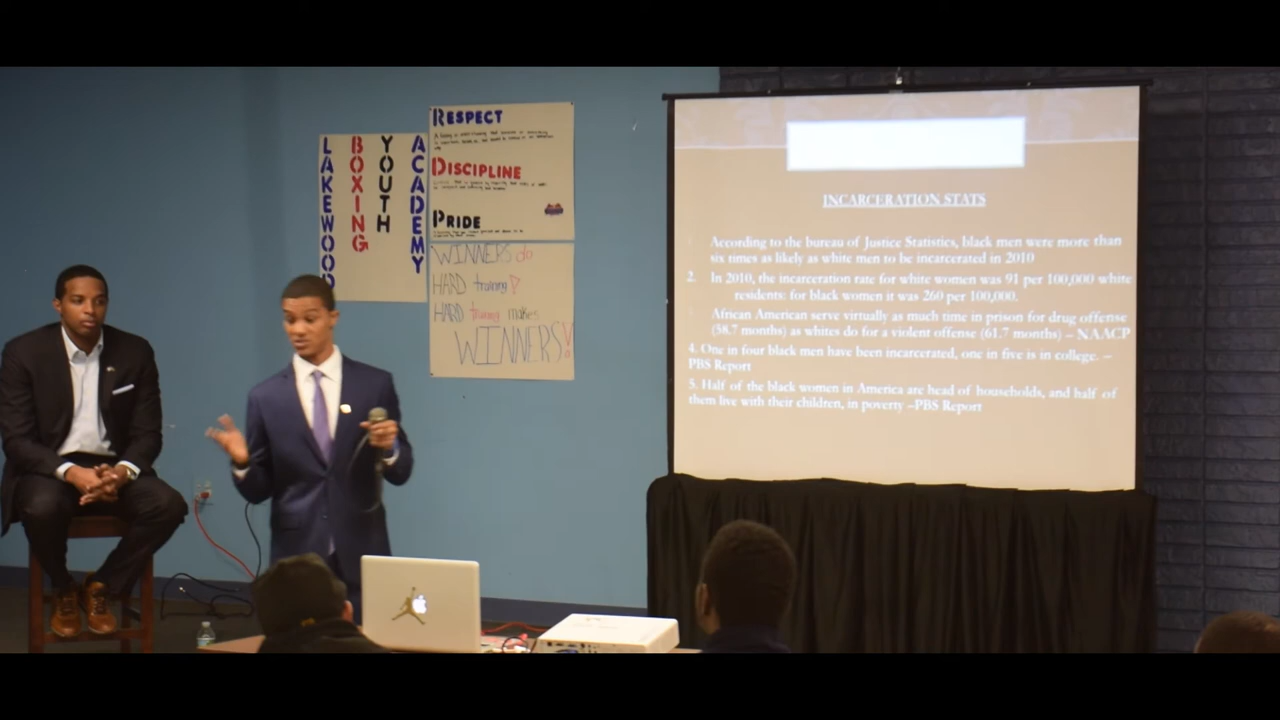 LAKEWOOD
BOXING
YOUTH
ACADEMY
RESPECT
DISCIPLINE
PRIDE
WINNERS do
HARD training!
HARD training makes
WINNERS!
INCARCERATION STATS
According to the bureau of Justice Statistics, black men were more than
six times as likely as white men to be incarcerated in 2010
2. In 2010, the incarceration rate for white women was 91 per 100,000 white
residents: for black women it was 260 per 100,000.
African American serve virtually as much time in prison for drug offense
(58.7 months) as whites do for a violent offense (61.7 months) – NAACP
4. One in four black men have been incarcerated, one in five is in college. –
PBS Report
5. Half of the black women in America are head of households, and half of
them live with their children, in poverty –PBS Report